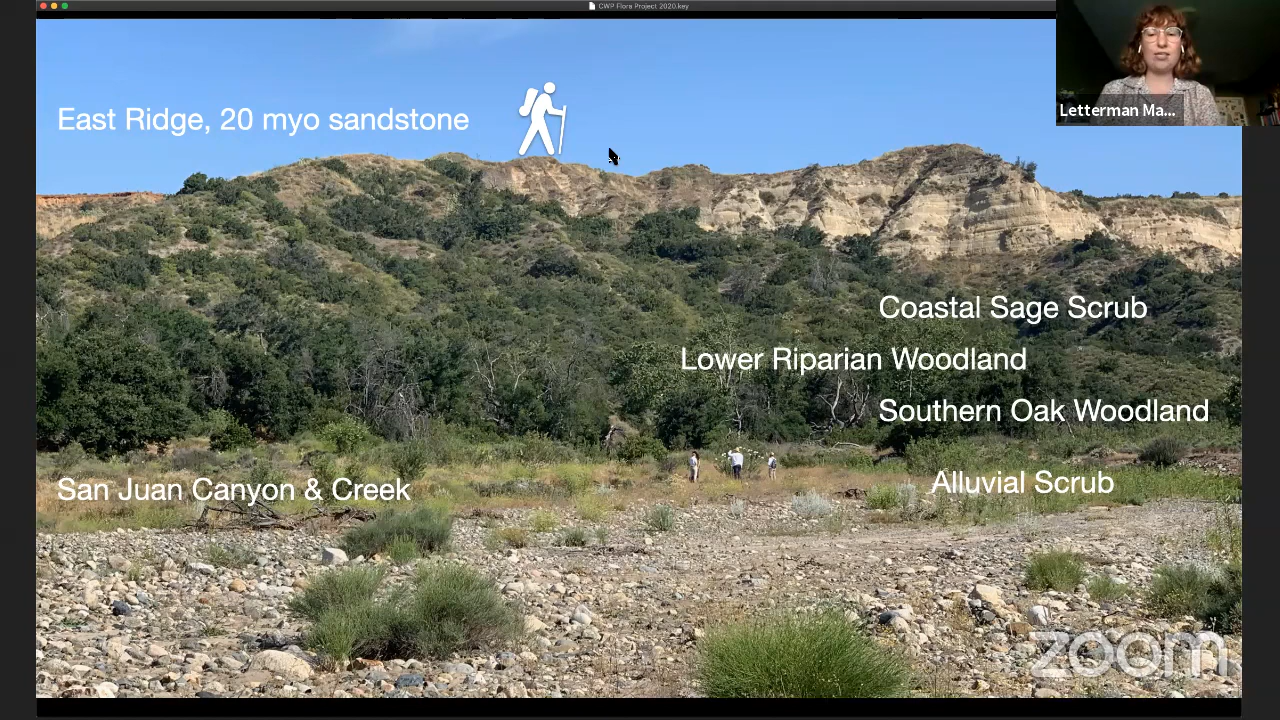 CWP Flora Project 2020.key
East Ridge, 20 myo sandstone
Letterman Ma...
Coastal Sage Scrub
Lower Riparian Woodland
Southern Oak Woodland
San Juan Canyon & Creek
Alluvial Scrub
zoom